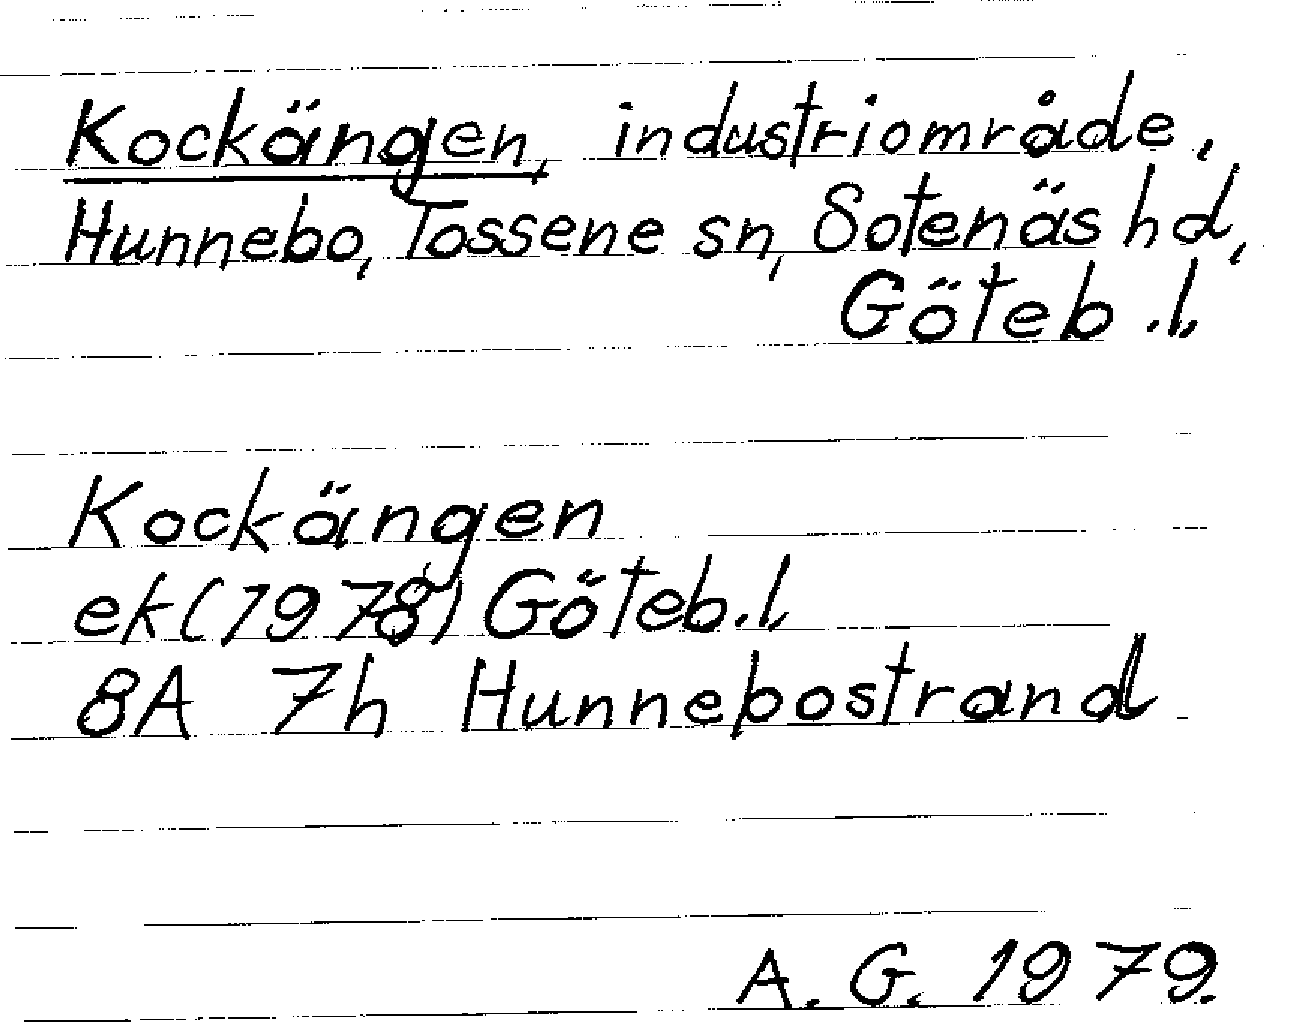 Kockängen, industriområde,
Hunnebo, Tossene sn, Sotenäs hd,
Göteb.l.
Kockängen
ek(1978) Göteb.l.
8A 7h Hunnebostrand
A. G. 1979.